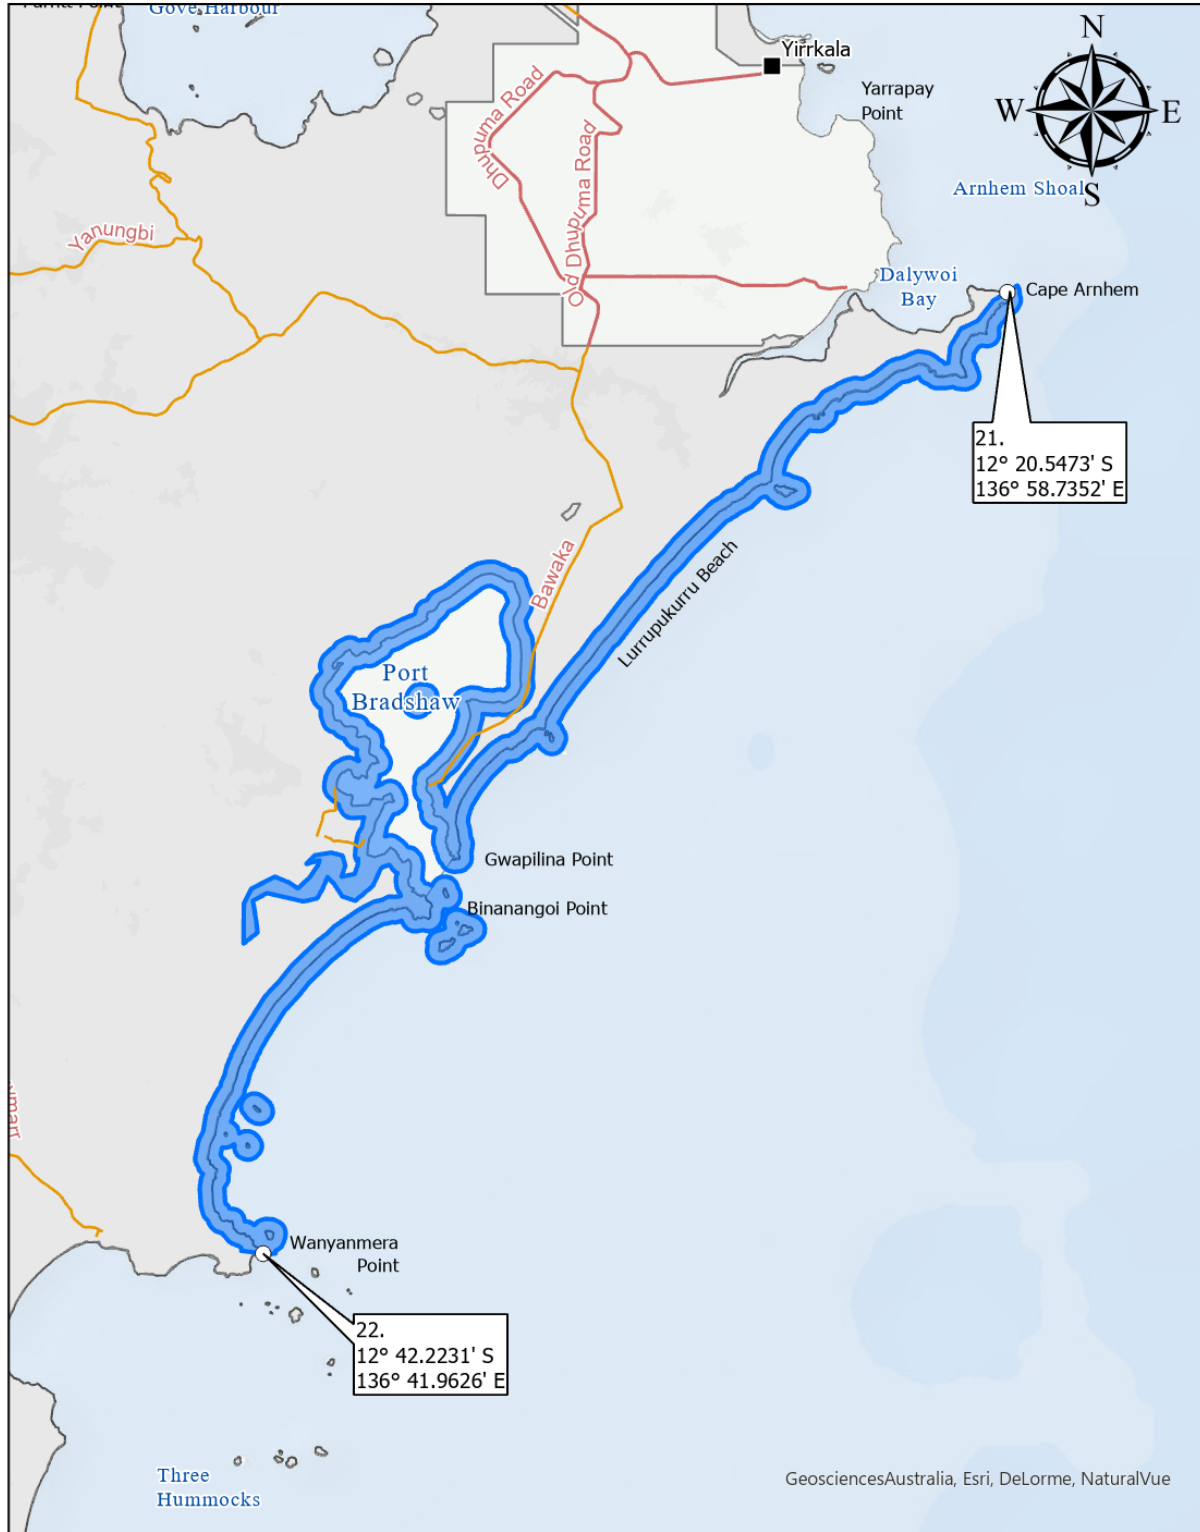 Gove Harbour
N
Yirrkala
Yarrapay
Point
W
E
Dhupuma Road
Old Dhupuma Road
Arnhem Shoal
S
Yanungbi
Dalywoi
Bay
Cape Arnhem
21.
12° 20.5473' S
136° 58.7352' E
Bawaka
Lurrupukurru Beach
Port
Bradshaw
Gwapilina Point
Binanangoi Point
Wanyanmera
Point
22.
12° 42.2231' S
136° 41.9626' E
Three
Hummocks
GeosciencesAustralia, Esri, DeLorme, NaturalVue